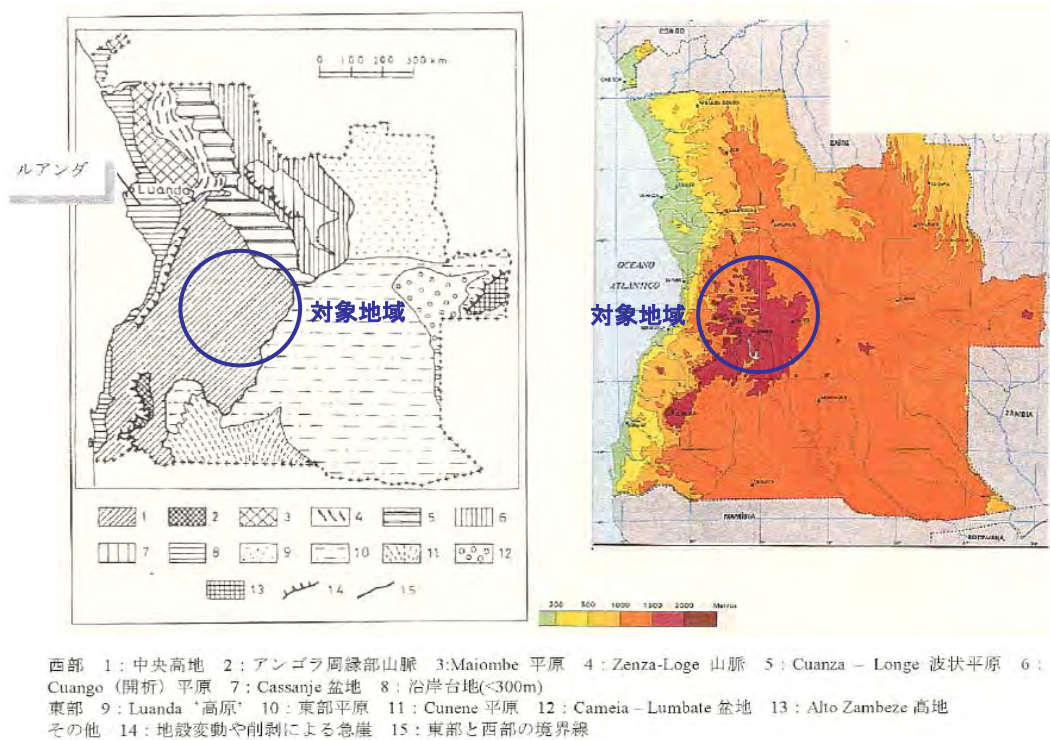 0 100 200 300 km
ルアンダ
Luanda
対象地域
1 2 3 4 5 6
7 8 9 10 11 12
13 14 15
CONGO
ZAIRE
OCEANO
ATLÂNTICO
対象地域
ZAMBIA
NAMIBIA
BOTSWANA
200 500 1000 1500 2000 Metros
西部 1：中央高地 2：アンゴラ周縁部山脈 3:Maiombe 平原 4：Zenza-Loge 山脈 5：Cuanza – Longe 波状平原 6：
Cuango（開析）平原 7：Cassanje 盆地 8：沿岸台地(<300m)
東部 9：Luanda ‘高原’ 10：東部平原 11：Cunene 平原 12：Cameia – Lumbate 盆地 13：Alto Zambeze 高地
その他 14：地殻変動や削剥による急崖 15：東部と西部の境界線